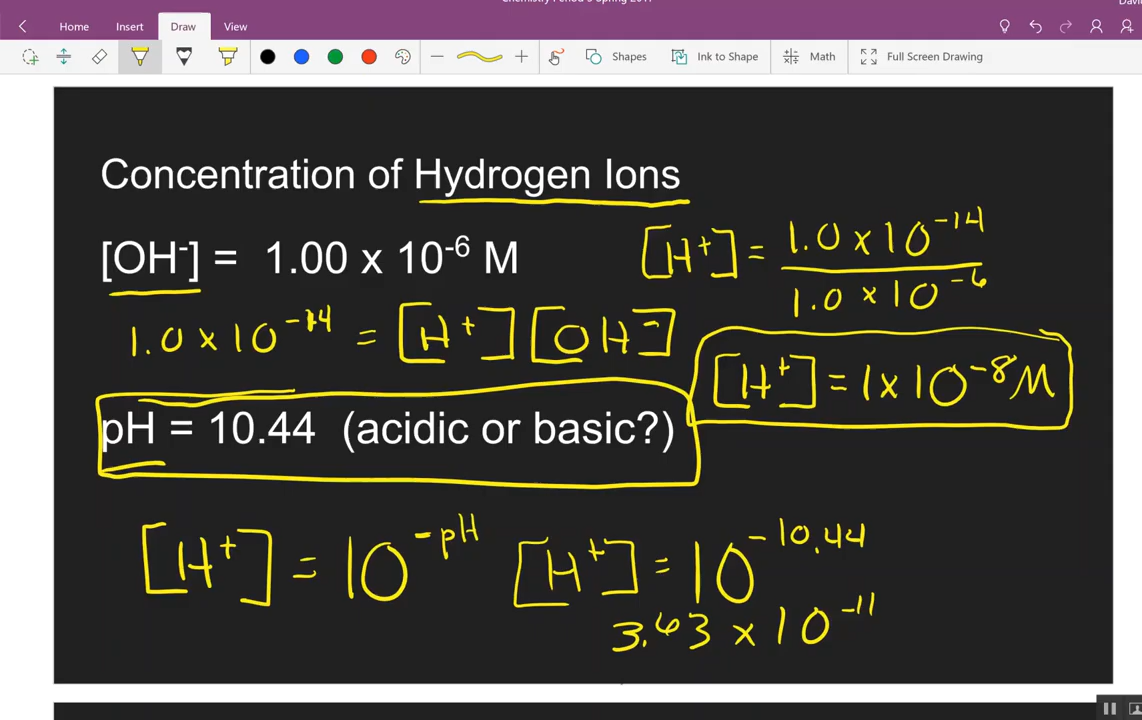 Home Insert Draw View
Shapes Ink to Shape Math Full Screen Drawing
Concentration of Hydrogen Ions
[OH-] = 1.00 x 10-6 M
[H+] = 1.0 x 10-14
1.0 x 10-6
1.0 x 10-14 = [H+] [OH-]
[H+] = 1 x 10-8 M
pH = 10.44 (acidic or basic?)
[H+] = 10-pH
[H+] = 10-10.44
3.63 x 10-11